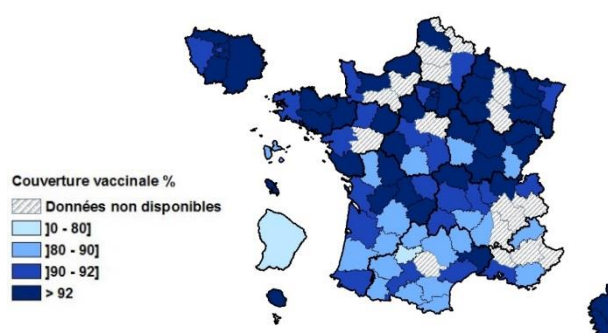 Couverture vaccinale %
Données non disponibles
]0 - 80]
]80 - 90]
]90 - 92]
> 92